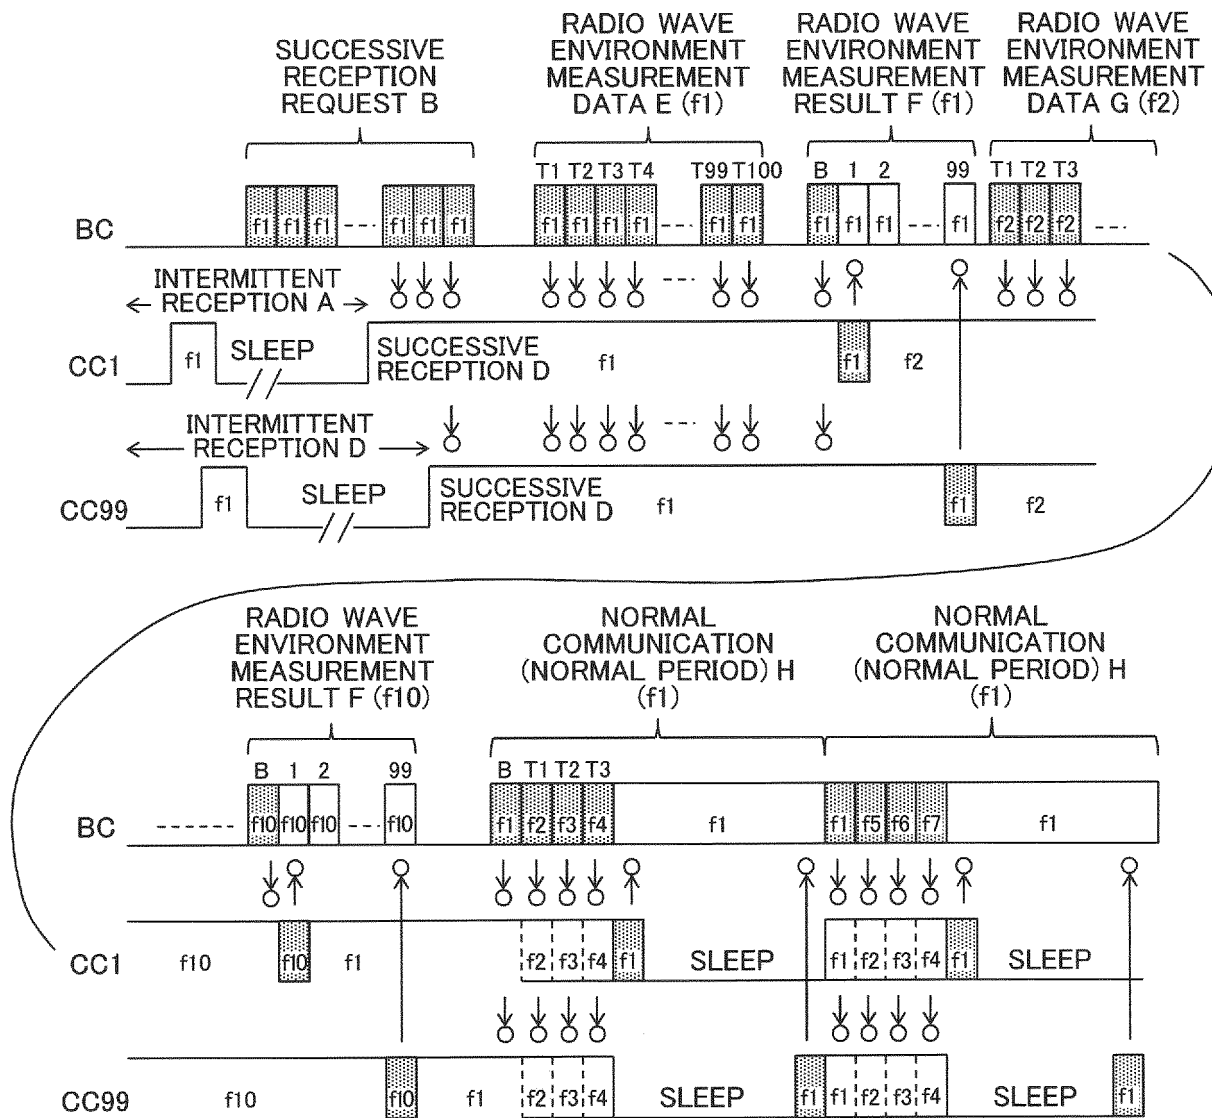 SUCCESSIVE
RECEPTION
REQUEST B
RADIO WAVE
ENVIRONMENT
MEASUREMENT
DATA E (f1)
RADIO WAVE
ENVIRONMENT
MEASUREMENT
RESULT F (f1)
RADIO WAVE
ENVIRONMENT
MEASUREMENT
DATA G (f2)
T1 T2 T3 T4 T99 T100 B 1 2 99 T1 T2 T3
BC f1 f1 f1 f1 f1 f1 f1 f1 f1 f1 f1 f1 f1 f1 f1 f1 f2 f2 f2
INTERMITTENT
RECEPTION A
CC1 f1 SLEEP SUCCESSIVE
RECEPTION D f1 f1 f2
INTERMITTENT
RECEPTION D
CC99 f1 SLEEP SUCCESSIVE
RECEPTION D f1 f1 f2
RADIO WAVE
ENVIRONMENT
MEASUREMENT
RESULT F (f10)
NORMAL
COMMUNICATION
(NORMAL PERIOD) H
(f1)
NORMAL
COMMUNICATION
(NORMAL PERIOD) H
(f1)
B 1 2 99 B T1 T2 T3
BC f10 f10 f10 f10 f1 f2 f3 f4 f1 f1 f5 f6 f7 f1
CC1 f10 f10 f1 f2 f3 f4 f1 SLEEP f1 f2 f3 f4 f1 SLEEP
CC99 f10 f10 f1 f2 f3 f4 SLEEP f1 f1 f2 f3 f4 SLEEP f1